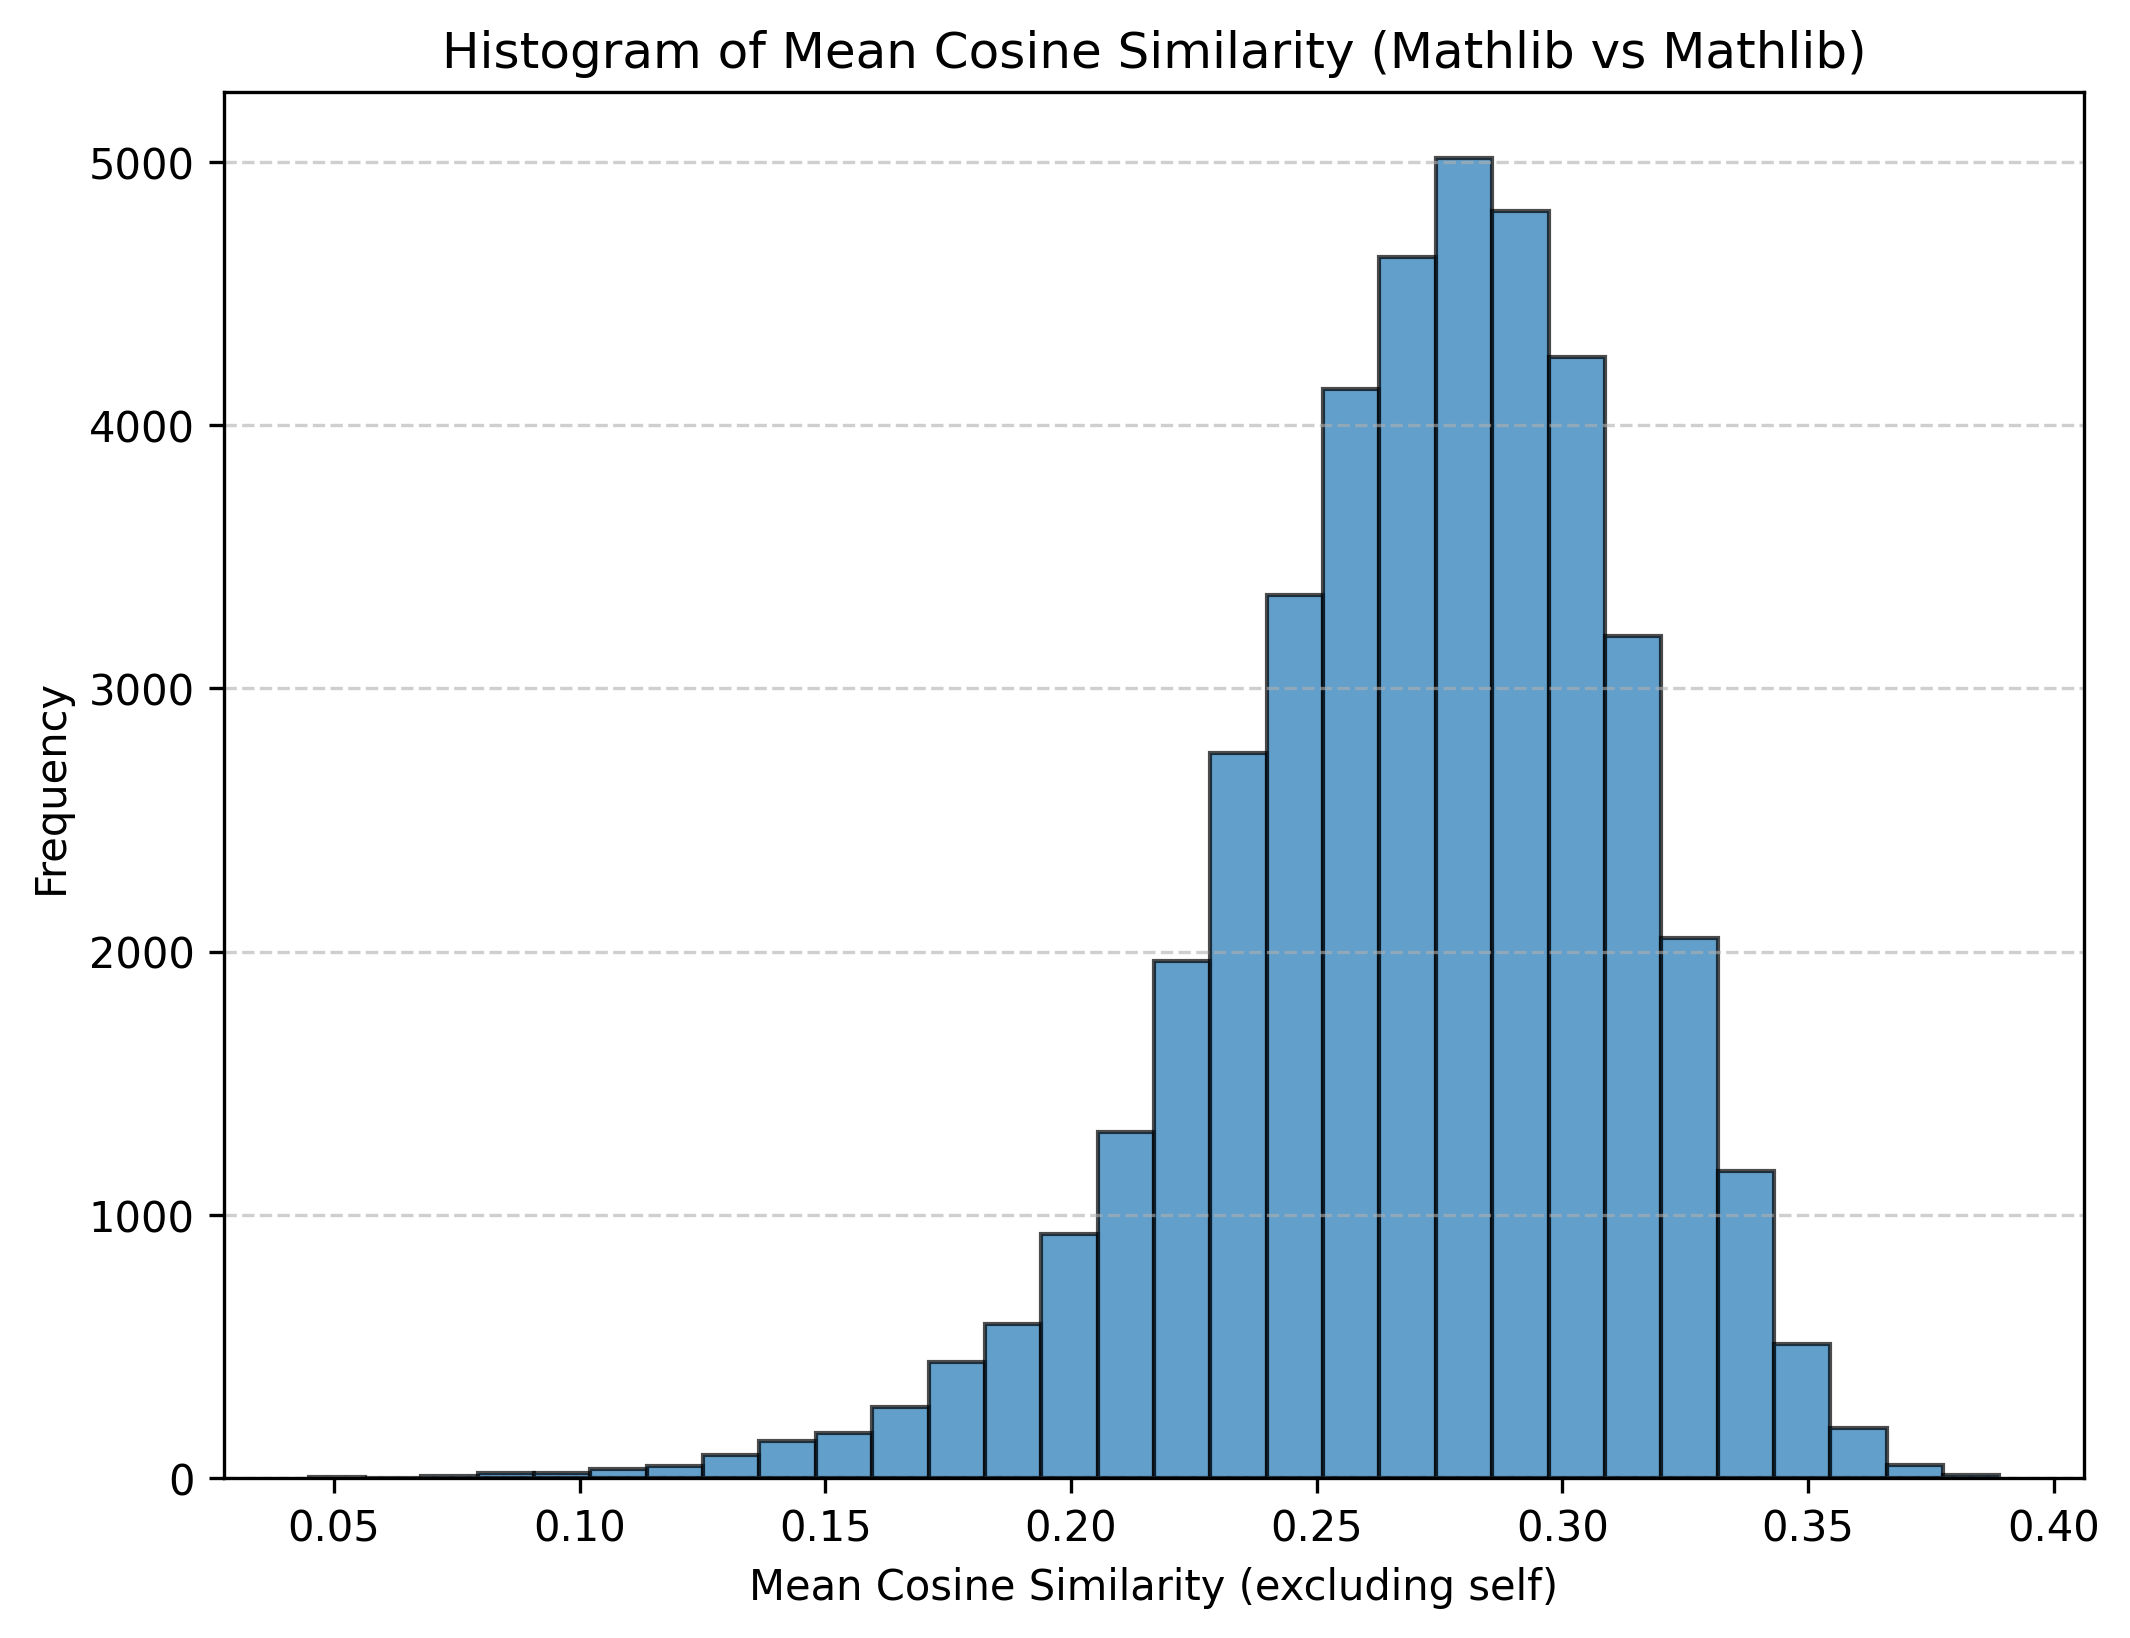 Histogram of Mean Cosine Similarity (Mathlib vs Mathlib)
5000
4000
3000
2000
1000
0
Frequency
0.05 0.10 0.15 0.20 0.25 0.30 0.35 0.40
Mean Cosine Similarity (excluding self)